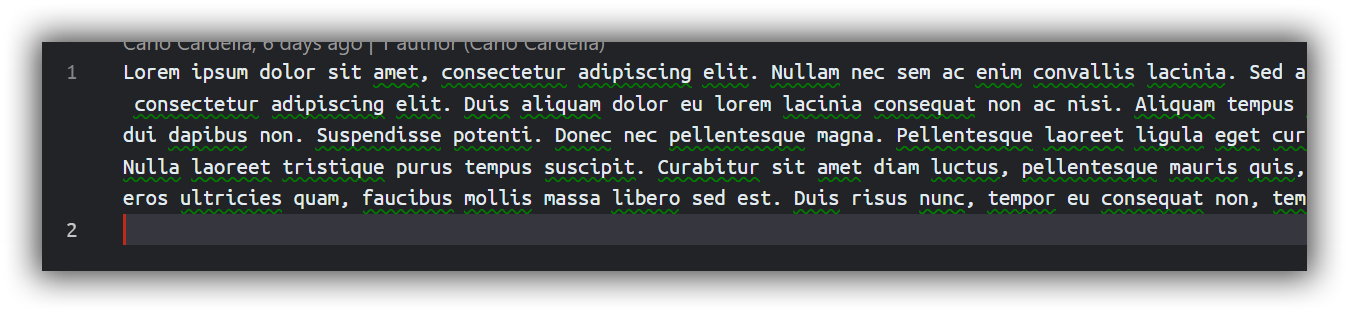 Carlo Cardella, 6 days ago | 1 author (Carlo Cardella)
1 Lorem ipsum dolor sit amet, consectetur adipiscing elit. Nullam nec sem ac enim convallis lacinia. Sed a
consectetur adipiscing elit. Duis aliquam dolor eu lorem lacinia consequat non ac nisi. Aliquam tempus
dui dapibus non. Suspendisse potenti. Donec nec pellentesque magna. Pellentesque laoreet ligula eget cur
Nulla laoreet tristique purus tempus suscipit. Curabitur sit amet diam luctus, pellentesque mauris quis,
eros ultricies quam, faucibus mollis massa libero sed est. Duis risus nunc, tempor eu consequat non, tem
2